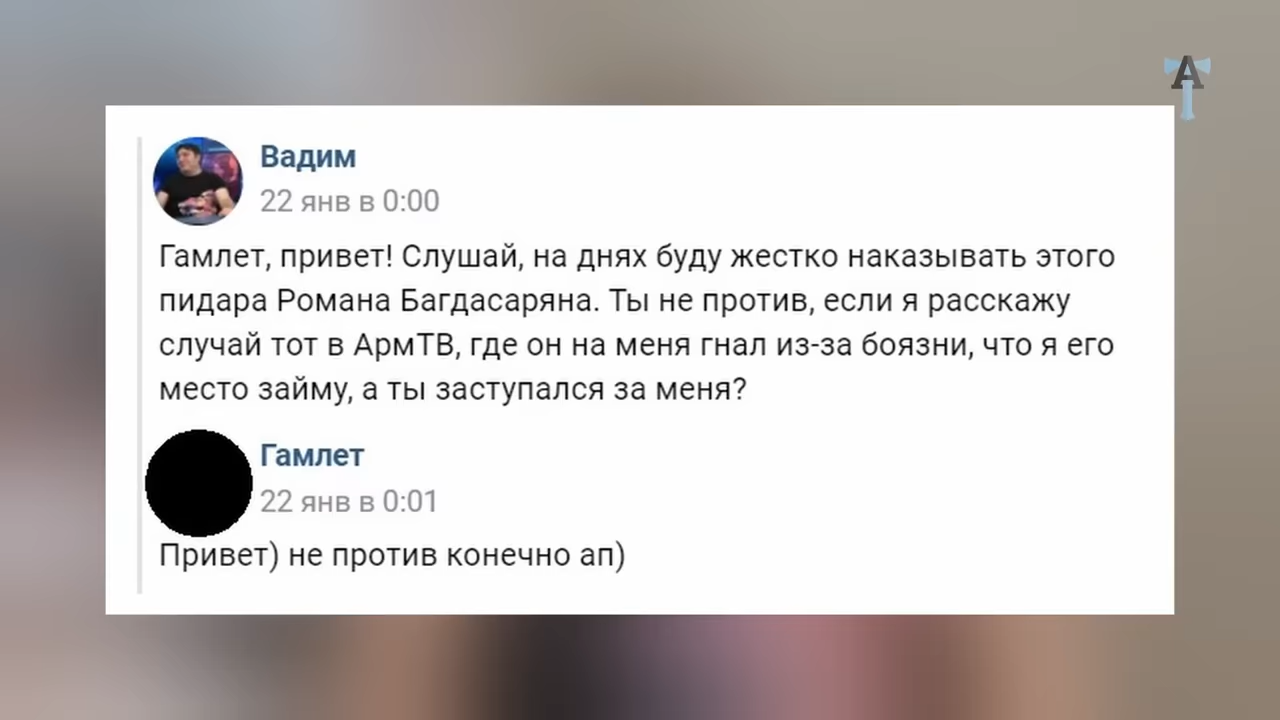 Вадим
22 янв в 0:00
Гамлет, привет! Слушай, на днях буду жестко наказывать этого
пидара Романа Багдасаряна. Ты не против, если я расскажу
случай тот в АрмТВ, где он на меня гнал из-за боязни, что я его
место займу, а ты заступался за меня?
Гамлет
22 янв в 0:01
Привет) не против конечно ап)
А